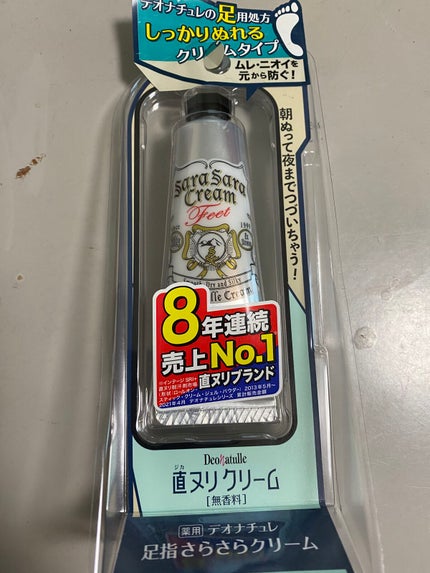 デオナチュレの足用処方
しっかりぬれる
クリームタイプ
ムレ・ニオイを
元から防ぐ!
朝ぬって夜までつづいちゃう!
Sara Sara
Cream
Feet
8年連続
売上No.1
直ヌリブランド
Deonatulle
ジカ
直ヌリ クリーム
[無香料]
薬用 デオナチュレ
足指さらさらクリーム